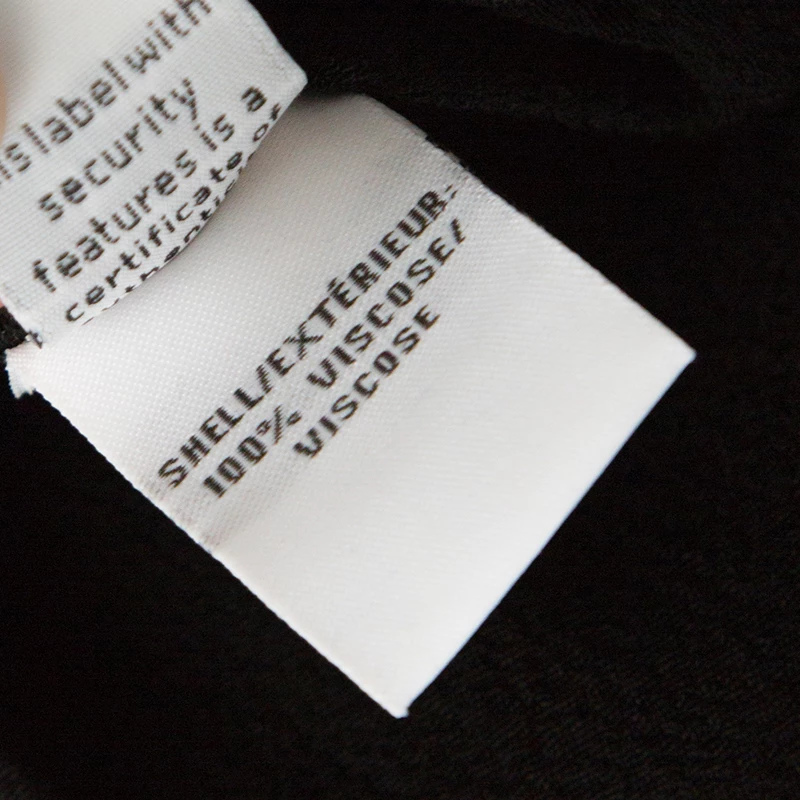 is label with
security
features is a
certificate of
SHELL/EXTÉRIEUR-
100% VISCOSE/
VISCOSE